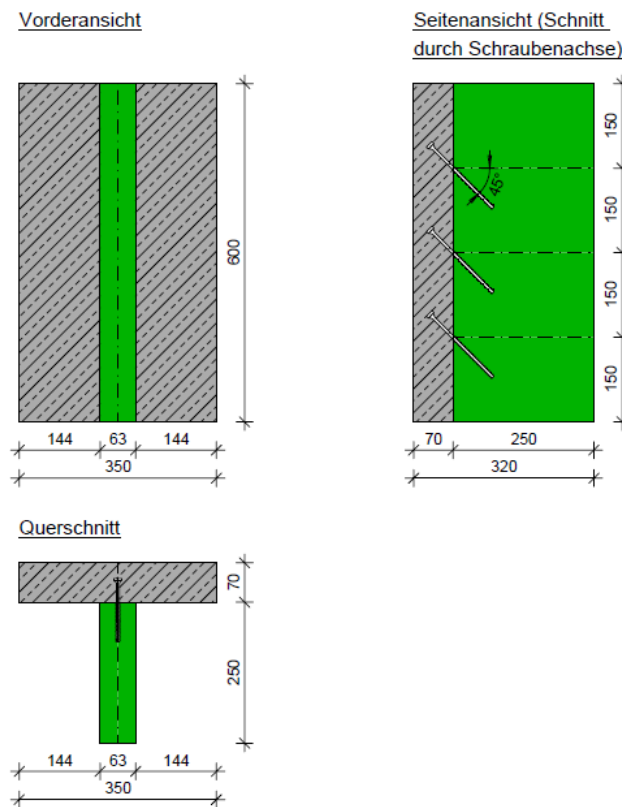 Vorderansicht
Seitenansicht (Schnitt
durch Schraubenachse)
600
144 63 144
350
45°
150
150
150
150
70 250
320
Querschnitt
70
250
144 63 144
350